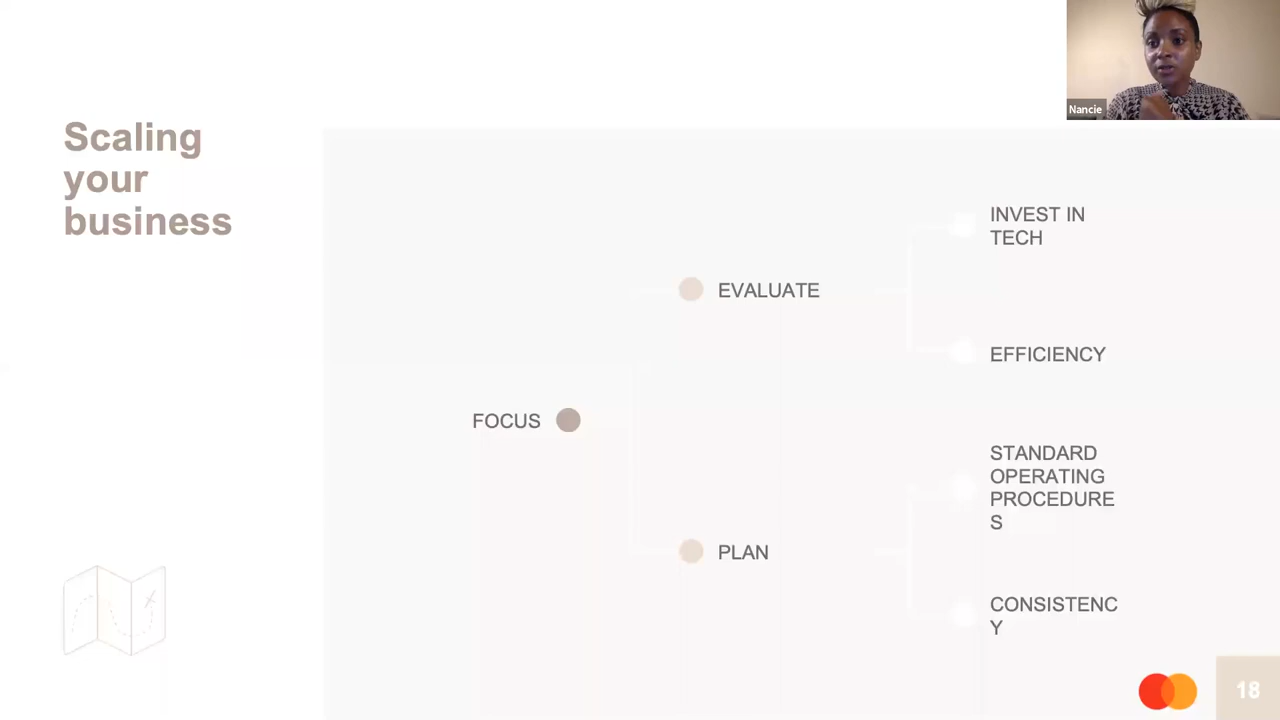 Nancie
Scaling
your
business
INVEST IN
TECH
EVALUATE
EFFICIENCY
FOCUS
STANDARD
OPERATING
PROCEDURE
S
PLAN
CONSISTENC
Y
18